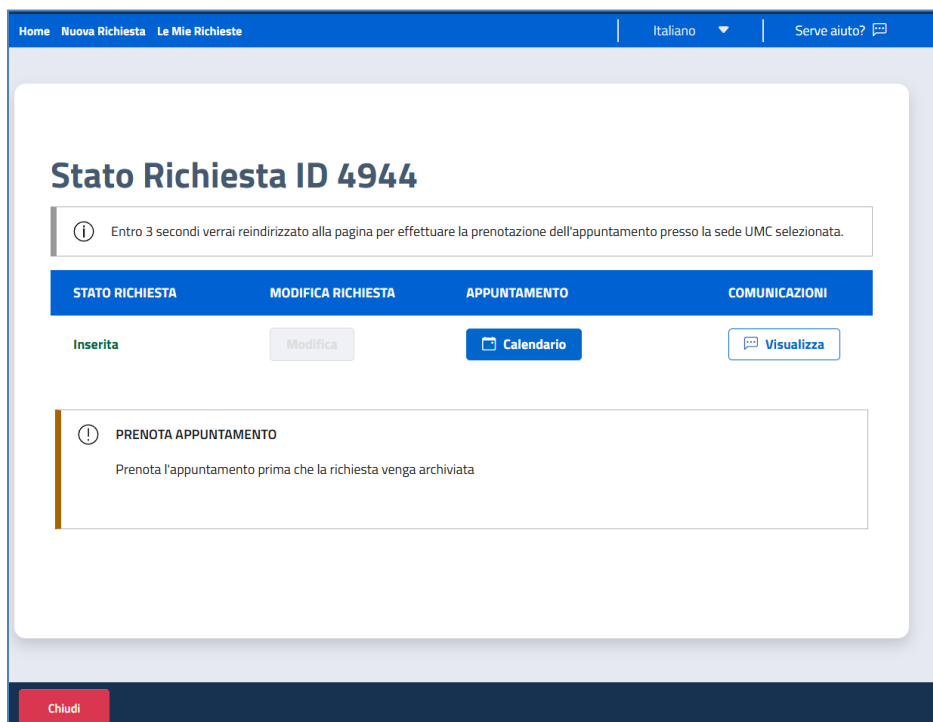 Home Nuova Richiesta Le Mie Richieste Italiano Serve aiuto?
Stato Richiesta ID 4944
Entro 3 secondi verrai reindirizzato alla pagina per effettuare la prenotazione dell'appuntamento presso la sede UMC selezionata.
STATO RICHIESTA MODIFICA RICHIESTA APPUNTAMENTO COMUNICAZIONI
Inserita Modifica Calendario Visualizza
PRENOTA APPUNTAMENTO
Prenota l'appuntamento prima che la richiesta venga archiviata
Chiudi